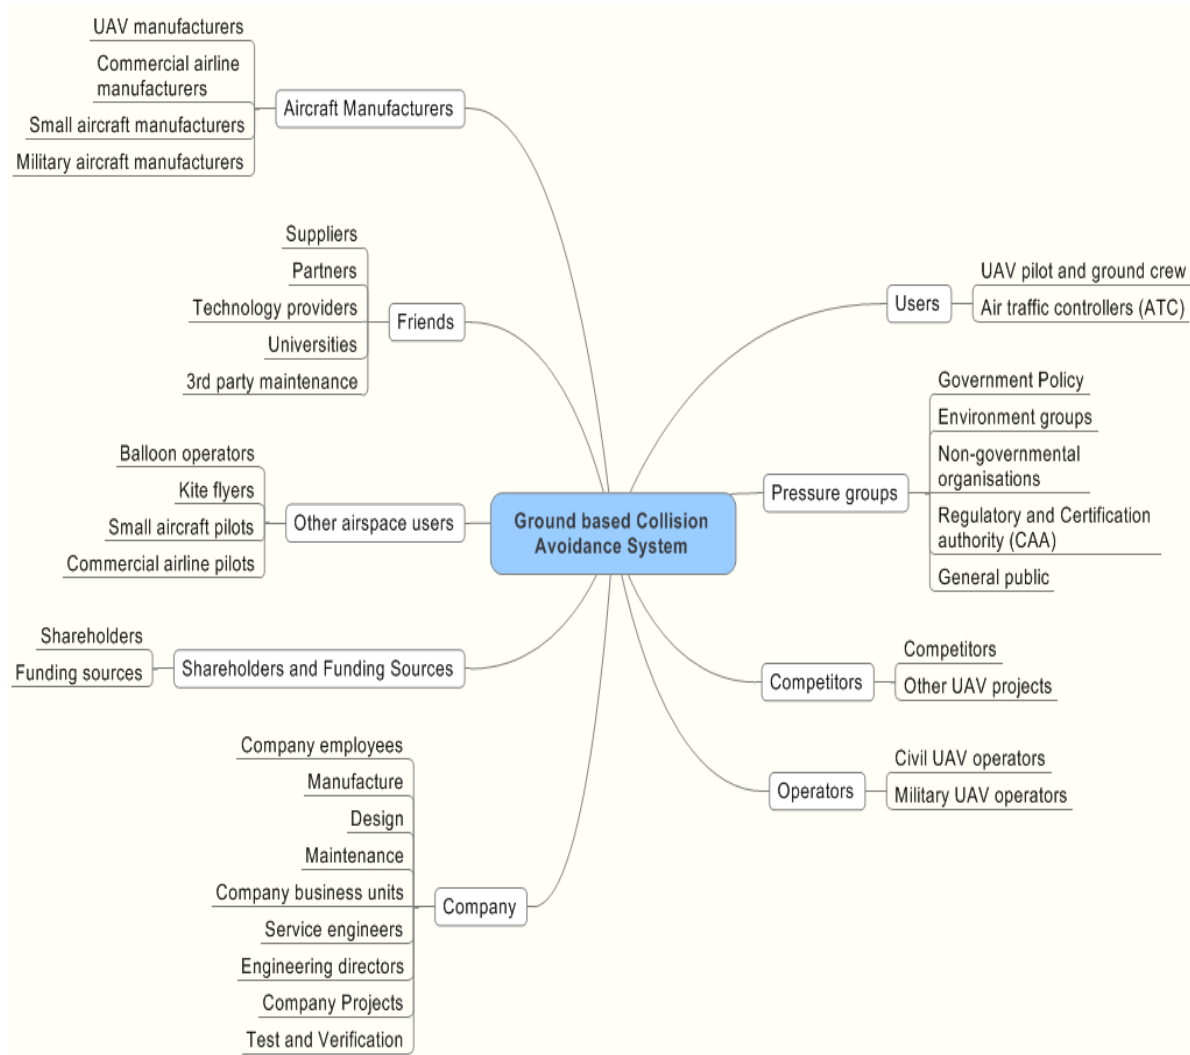 UAV manufacturers
Commercial airline
manufacturers
Small aircraft manufacturers
Military aircraft manufacturers
Aircraft Manufacturers
Suppliers
Partners
Technology providers
Universities
3rd party maintenance
Friends
Balloon operators
Kite flyers
Small aircraft pilots
Commercial airline pilots
Other airspace users
Shareholders
Funding sources
Shareholders and Funding Sources
Company employees
Manufacture
Design
Maintenance
Company business units
Service engineers
Engineering directors
Company Projects
Test and Verification
Company
Ground based Collision
Avoidance System
Users
UAV pilot and ground crew
Air traffic controllers (ATC)
Pressure groups
Government Policy
Environment groups
Non-governmental
organisations
Regulatory and Certification
authority (CAA)
General public
Competitors
Competitors
Other UAV projects
Operators
Civil UAV operators
Military UAV operators